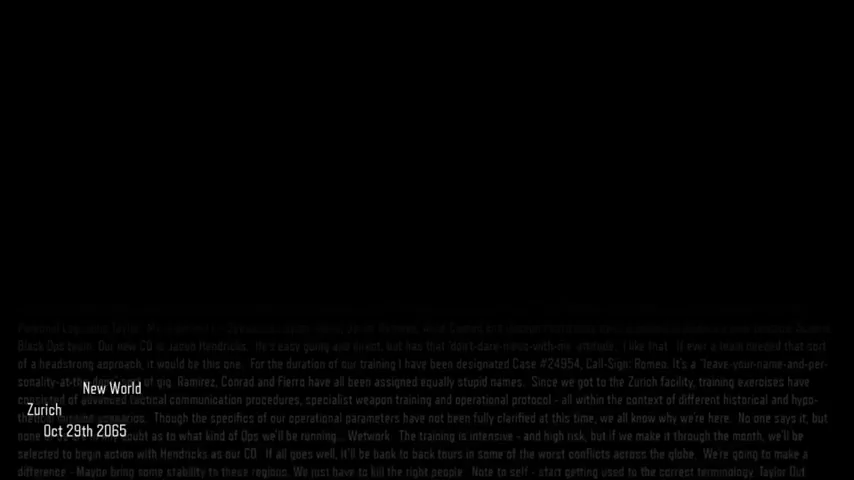 Black Ops team. Our new CO is Jacob Hendricks. He's easy going and direct, but has that 'don't-dare-mess-with-me' attitude. I like that. If ever a team needed that sort
of a headstrong approach, it would be this one. For the duration of our training I have been designated Case #24954, Call-Sign: Romeo. It's a "leave-your-name-and-per-
sonality-at-the of gig. Ramirez, Conrad and Fierro have all been assigned equally stupid names. Since we got to the Zurich facility, training exercises have
New World
of advanced tactical communication procedures, specialist weapon training and operational protocol - all within the context of different historical and hypo-
Zurich
scenarios. Though the specifics of our operational parameters have not been fully clarified at this time, we all know why we're here. No one says it, but
Oct 29th 2065
none doubt as to what kind of Ops we'll be running... Wetwork. The training is intensive - and high risk, but if we make it through the month, we'll be
selected to begin action with Hendricks as our CO. If all goes well, it'll be back to back tours in some of the worst conflicts across the globe. We're going to make a
difference - Maybe bring some stability to these regions. We just have to kill the right people. Note to self - start getting used to the correct terminology. Taylor Out.